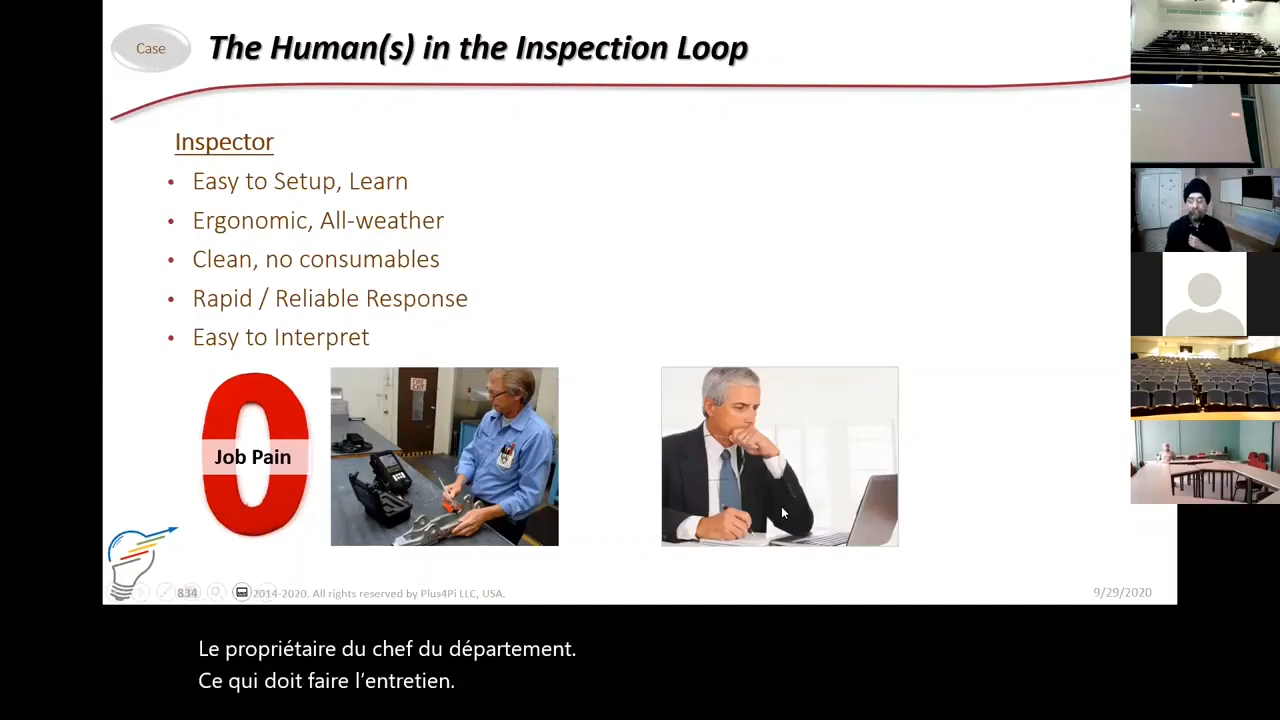 Case
The Human(s) in the Inspection Loop
Inspector
• Easy to Setup, Learn
• Ergonomic, All-weather
• Clean, no consumables
• Rapid / Reliable Response
• Easy to Interpret
Job Pain
834
2014-2020. All rights reserved by Plus4Pi LLC, USA.
9/29/2020
Le propriétaire du chef du département.
Ce qui doit faire l’entretien.